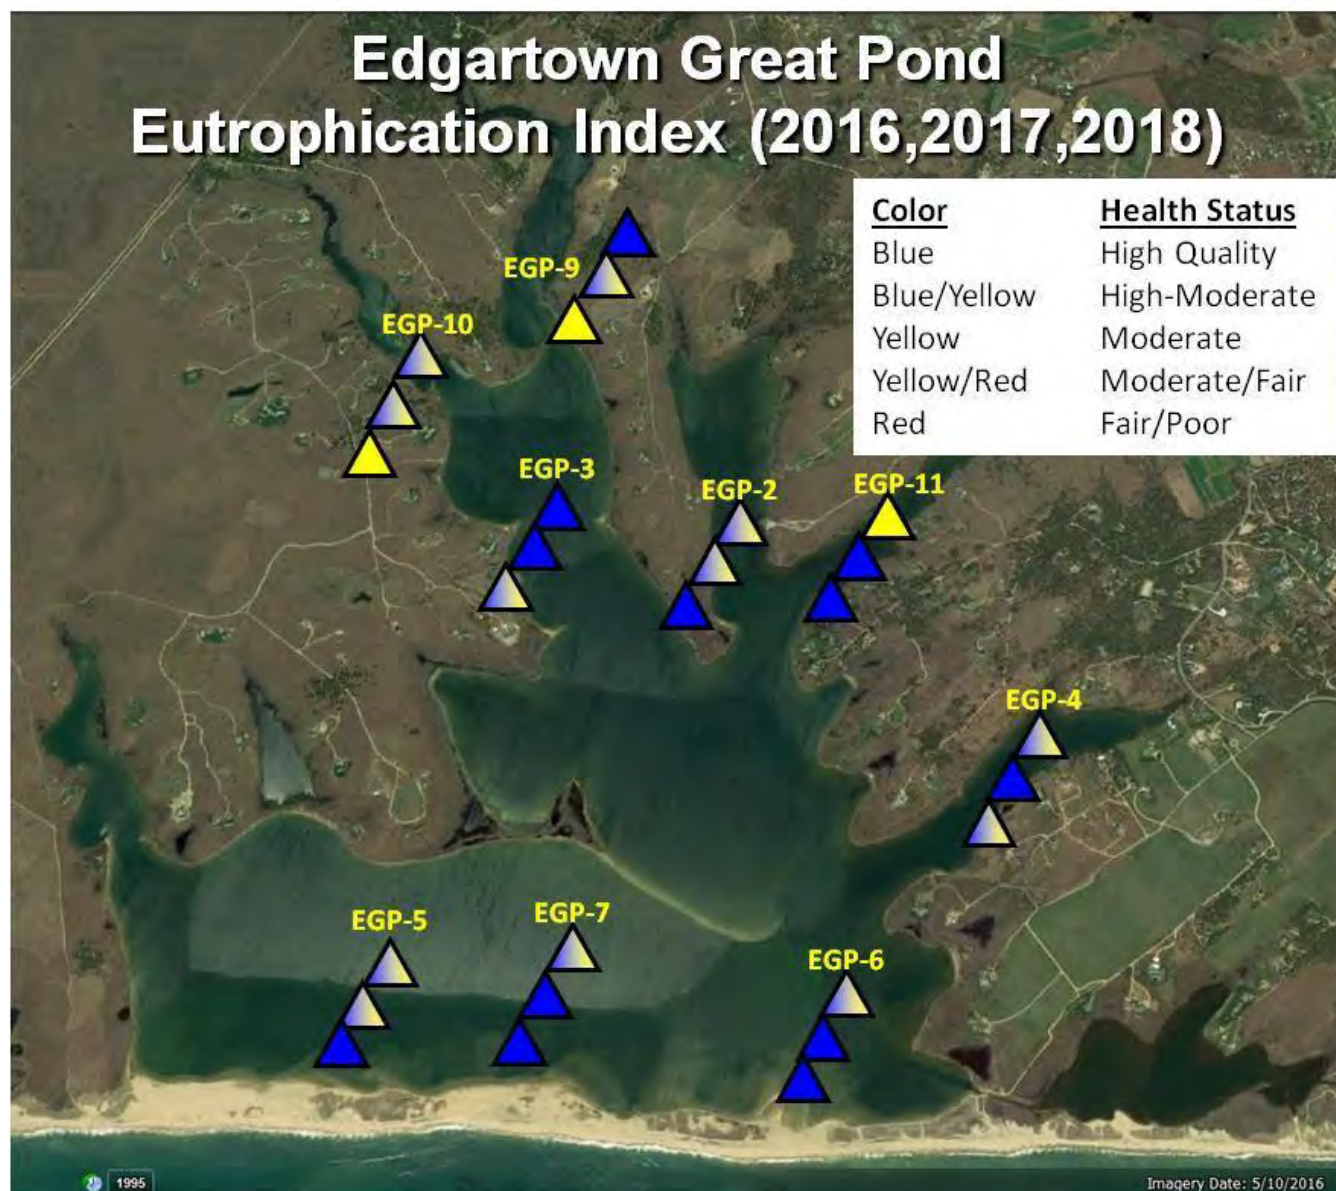 Edgartown Great Pond
Eutrophication Index (2016,2017,2018)
Color Health Status
Blue High Quality
Blue/Yellow High-Moderate
Yellow Moderate
Yellow/Red Moderate/Fair
Red Fair/Poor
EGP-9
EGP-10
EGP-3
EGP-2
EGP-11
EGP-4
EGP-5
EGP-7
EGP-6
1995
Imagery Date: 5/10/2016